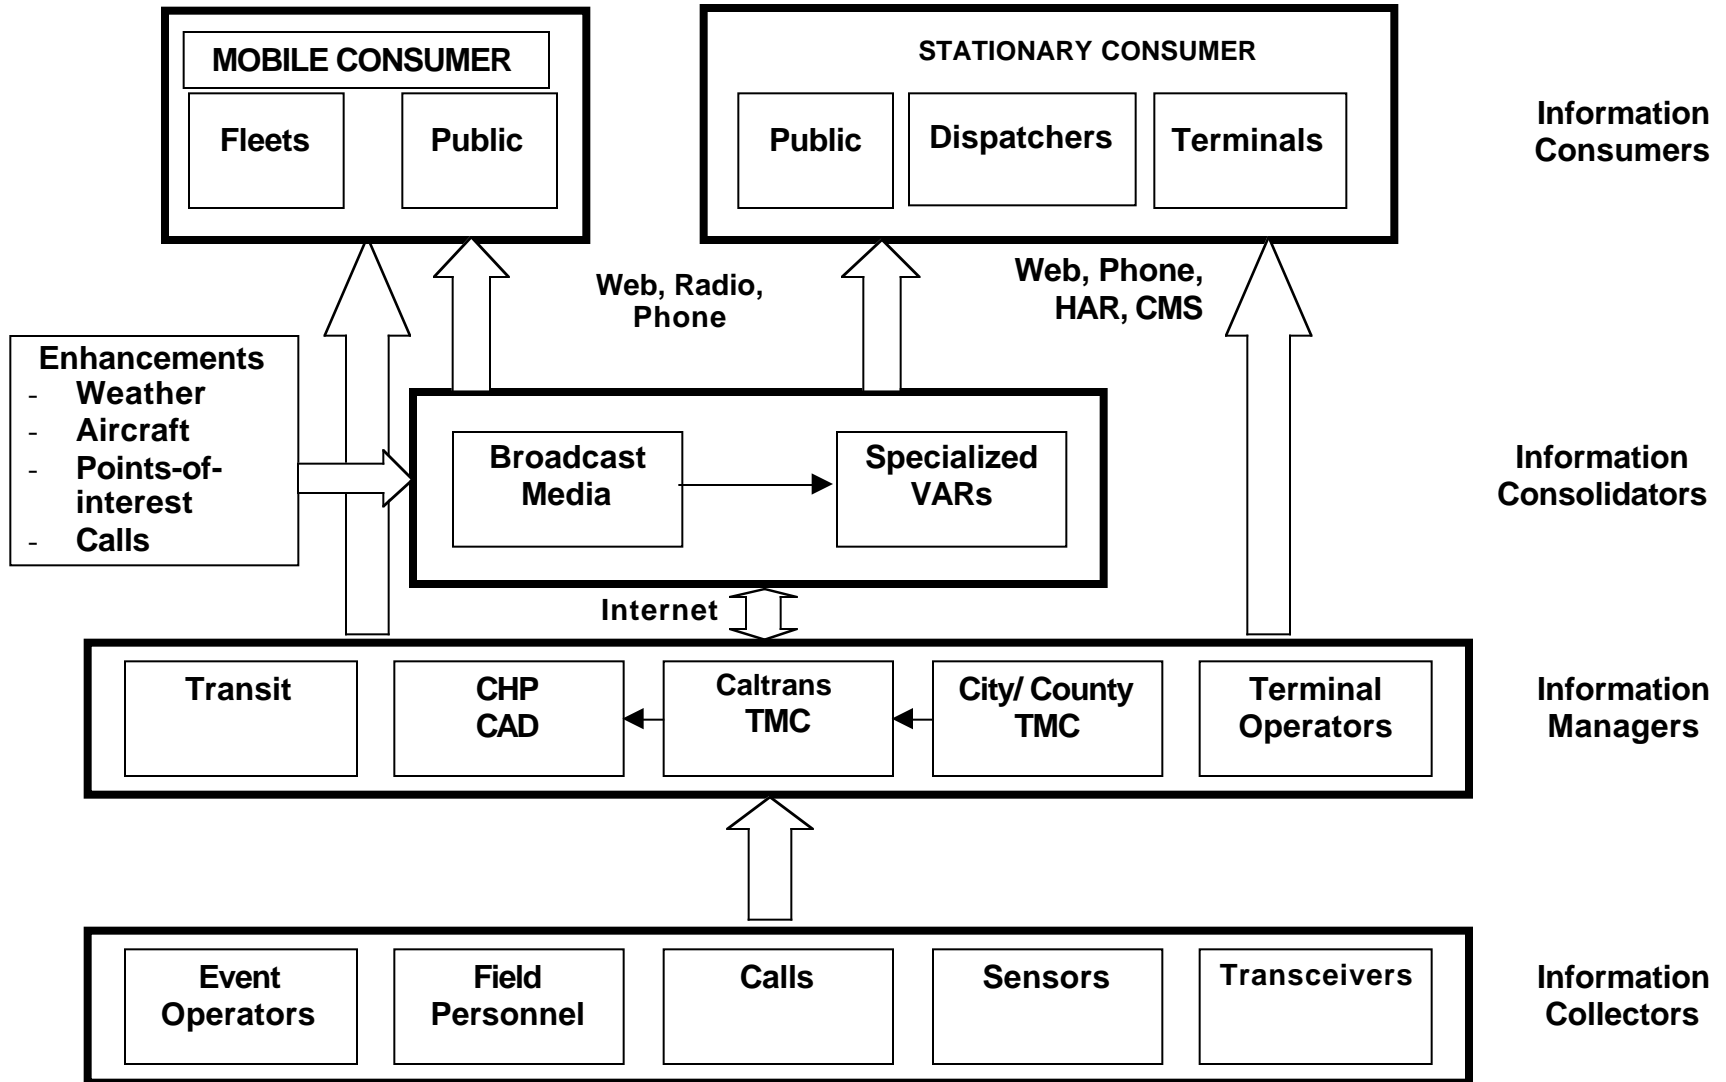 MOBILE CONSUMER
Fleets
Public
STATIONARY CONSUMER
Public
Dispatchers
Terminals
Information
Consumers
Web, Radio,
Phone
Web, Phone,
HAR, CMS
Enhancements
- Weather
- Aircraft
- Points-of-
interest
- Calls
Broadcast
Media
Specialized
VARs
Information
Consolidators
Internet
Transit
CHP
CAD
Caltrans
TMC
City/ County
TMC
Terminal
Operators
Information
Managers
Event
Operators
Field
Personnel
Calls
Sensors
Transceivers
Information
Collectors